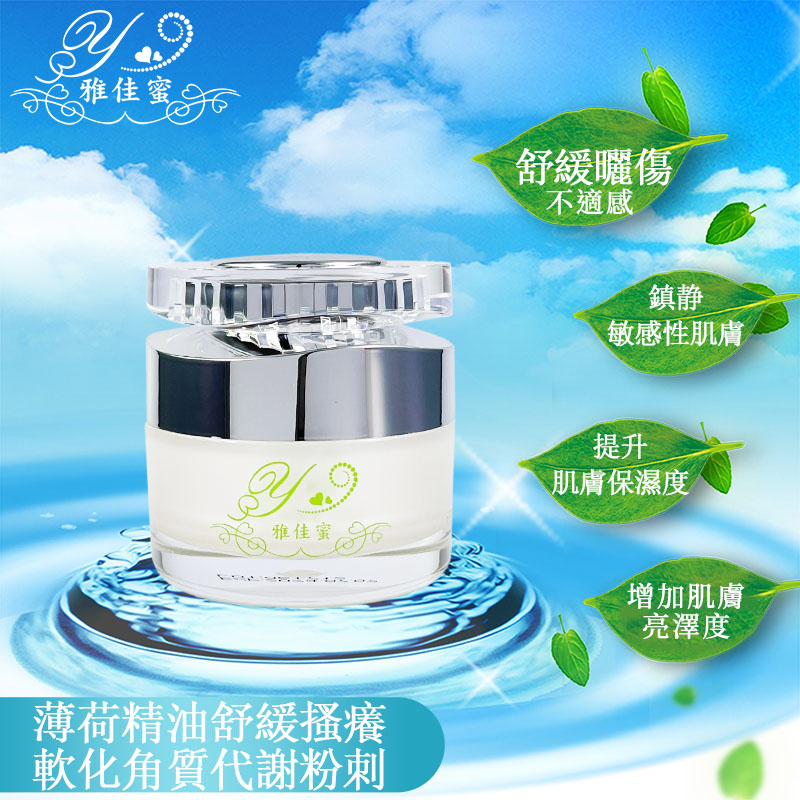 雅佳蜜
舒緩曬傷
不適感
鎮静
敏感性肌膚
提升
肌膚保濕度
增加肌膚
亮澤度
雅佳蜜
薄荷精油舒緩搔癢
軟化角質代謝粉刺